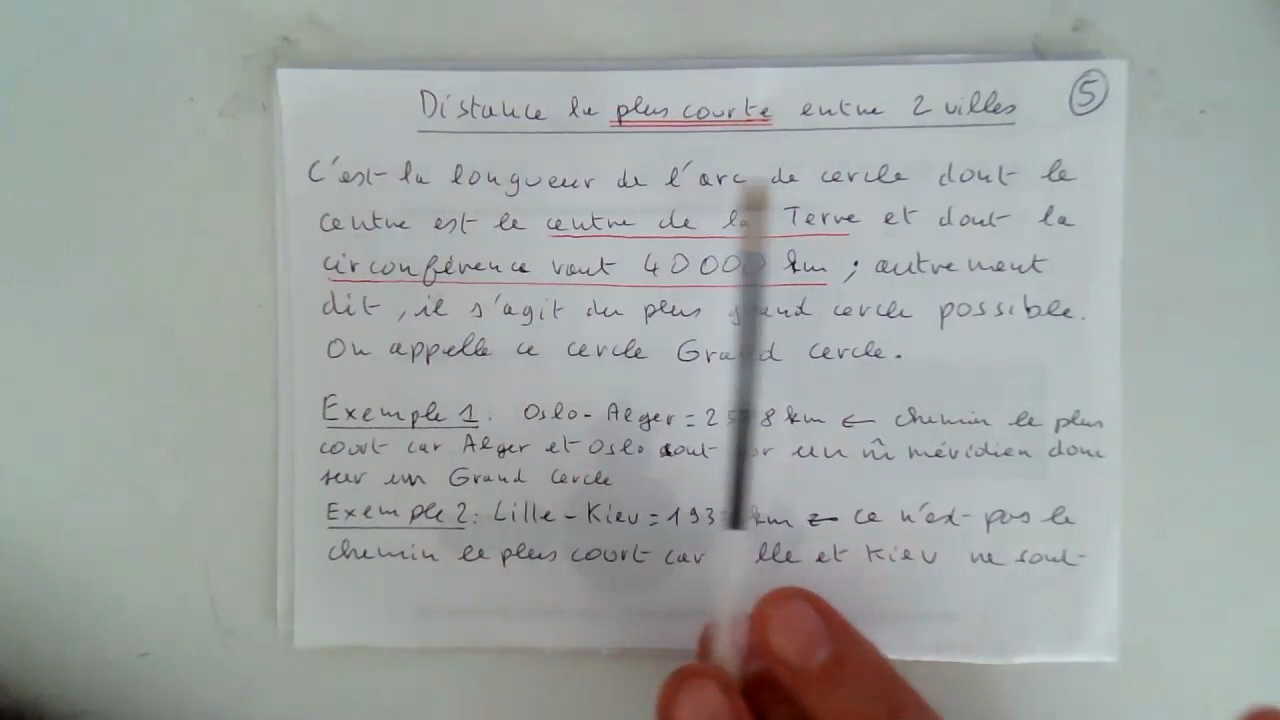 Distance la plus courte entre 2 villes
5
C'est la longueur de l'arc de cercle dont le
centre est le centre de la Terre et dont la
circonférence vaut 40 000 km ; autrement
dit, il s'agit du plus grand cercle possible.
On appelle ce cercle Grand cercle.
Exemple 1 : Oslo - Alger = km ← chemin le plus
court car Alger et Oslo sont sur un m̂ méridien donc
sur un Grand Cercle
Exemple 2 : Lille - Kiev = km ← ce n'est pas le
chemin le plus court car Lille et Kiev ne sont